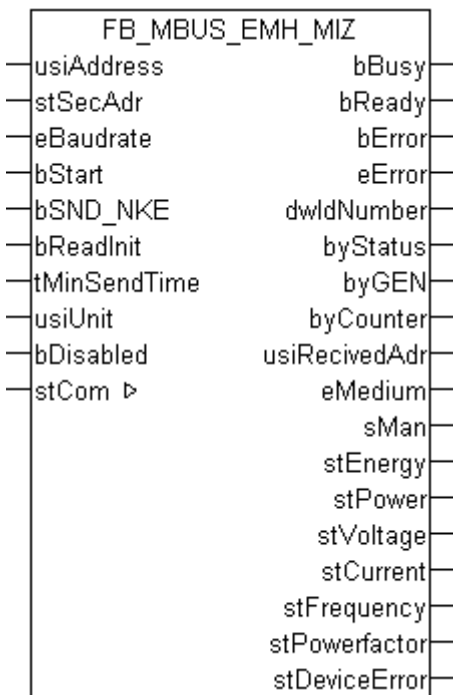 FB_MBUS_EMH_MIZ
usiAddress bBusy
stSecAdr bReady
eBaudrate bError
bStart eError
bSND_NKE dwIdNumber
bReadInit byStatus
tMinSendTime byGEN
usiUnit byCounter
bDisabled usiRecivedAdr
stCom ▷ eMedium
sMan
stEnergy
stPower
stVoltage
stCurrent
stFrequency
stPowerfactor
stDeviceError